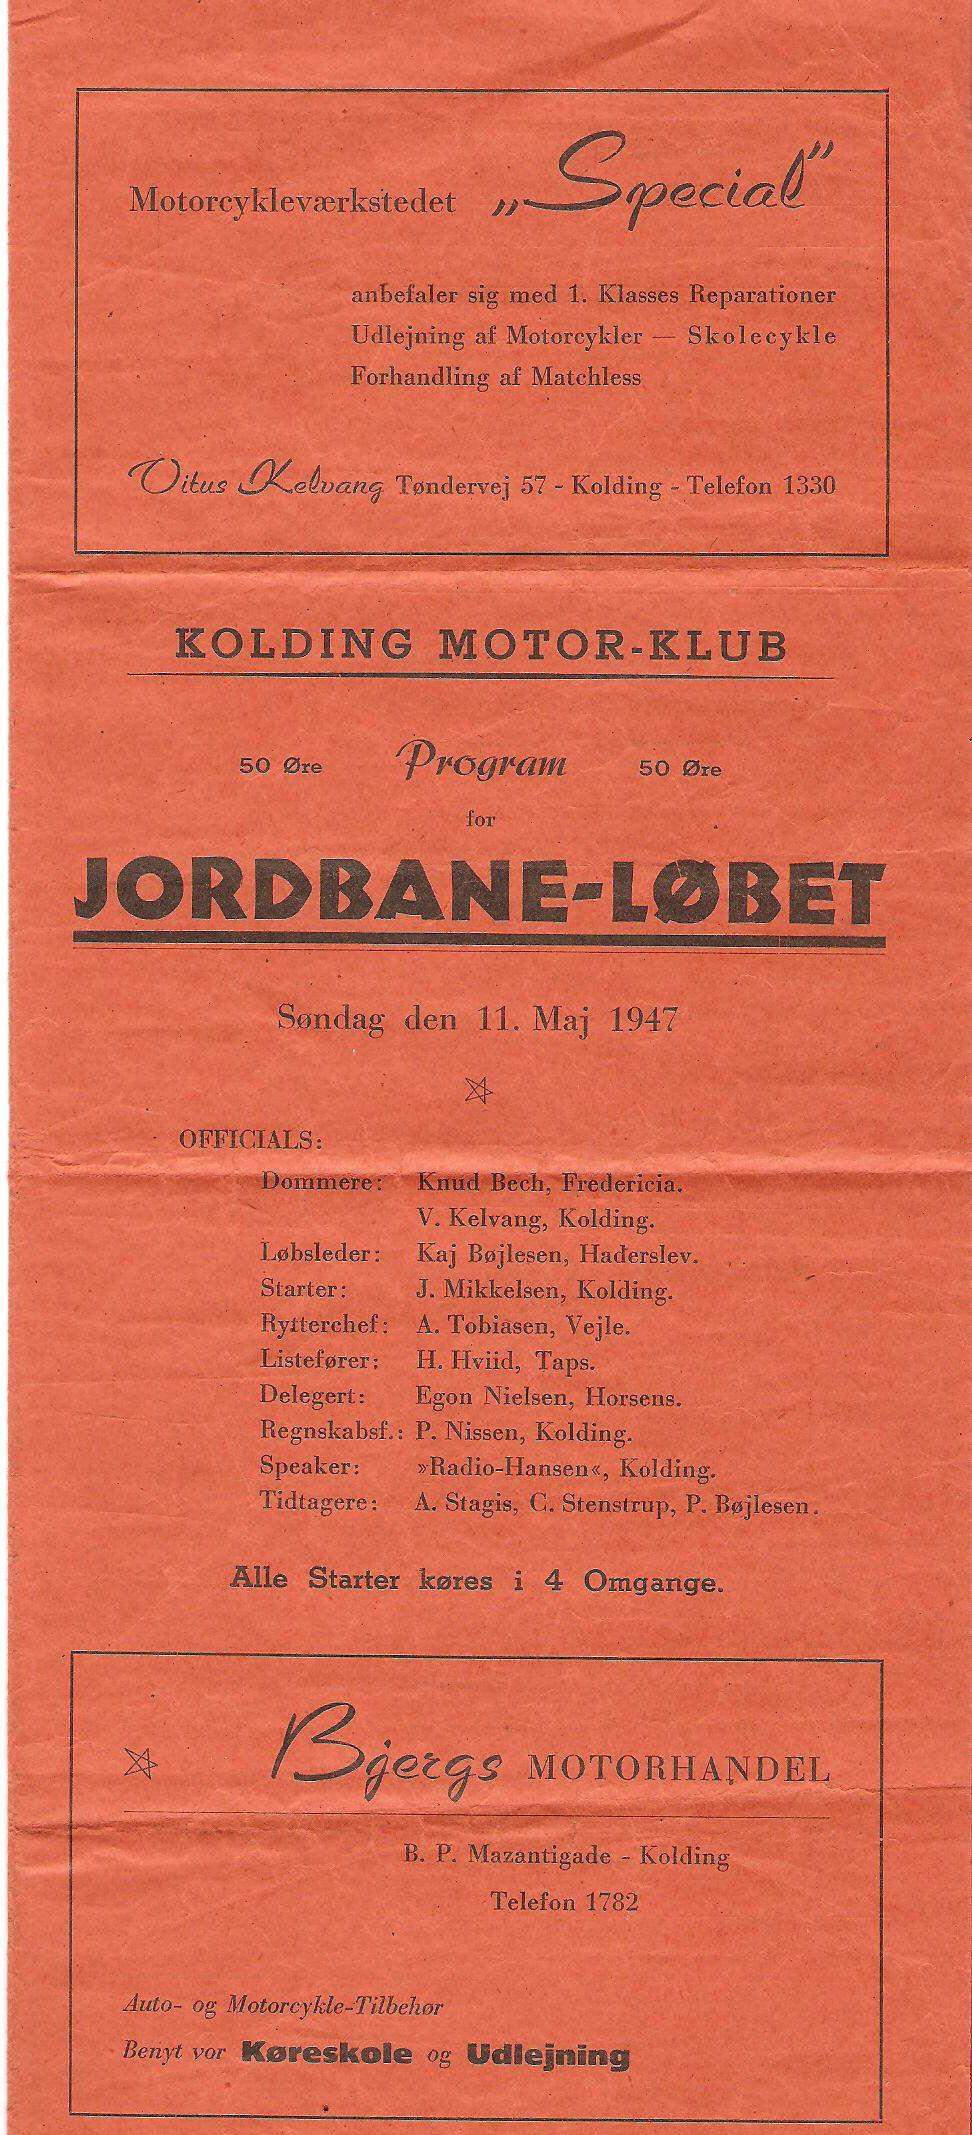 Motorcykleværkstedet „Special”
anbefaler sig med 1. Klasses Reparationer
Udlejning af Motorcykler — Skolecykle
Forhandling af Matchless
Vitus Kelvang Tøndervej 57 - Kolding - Telefon 1330
KOLDING MOTOR-KLUB
50 Øre Program 50 Øre
for
JORDBANE-LØBET
Søndag den 11. Maj 1947
OFFICIALS:
Dommere: Knud Bech, Fredericia.
V. Kelvang, Kolding.
Løbsleder: Kaj Bøjlesen, Haderslev.
Starter: J. Mikkelsen, Kolding.
Rytterchef: A. Tobiasen, Vejle.
Listefører: H. Hviid, Taps.
Delegert: Egon Nielsen, Horsens.
Regnskabsf.: P. Nissen, Kolding.
Speaker: »Radio-Hansen«, Kolding.
Tidtagere: A. Stagis, C. Stenstrup, P. Bøjlesen.
Alle Starter køres i 4 Omgange.
Bjergs MOTORHANDEL
B. P. Mazantigade - Kolding
Telefon 1782
Auto- og Motorcykle-Tilbehør
Benyt vor Køreskole og Udlejning